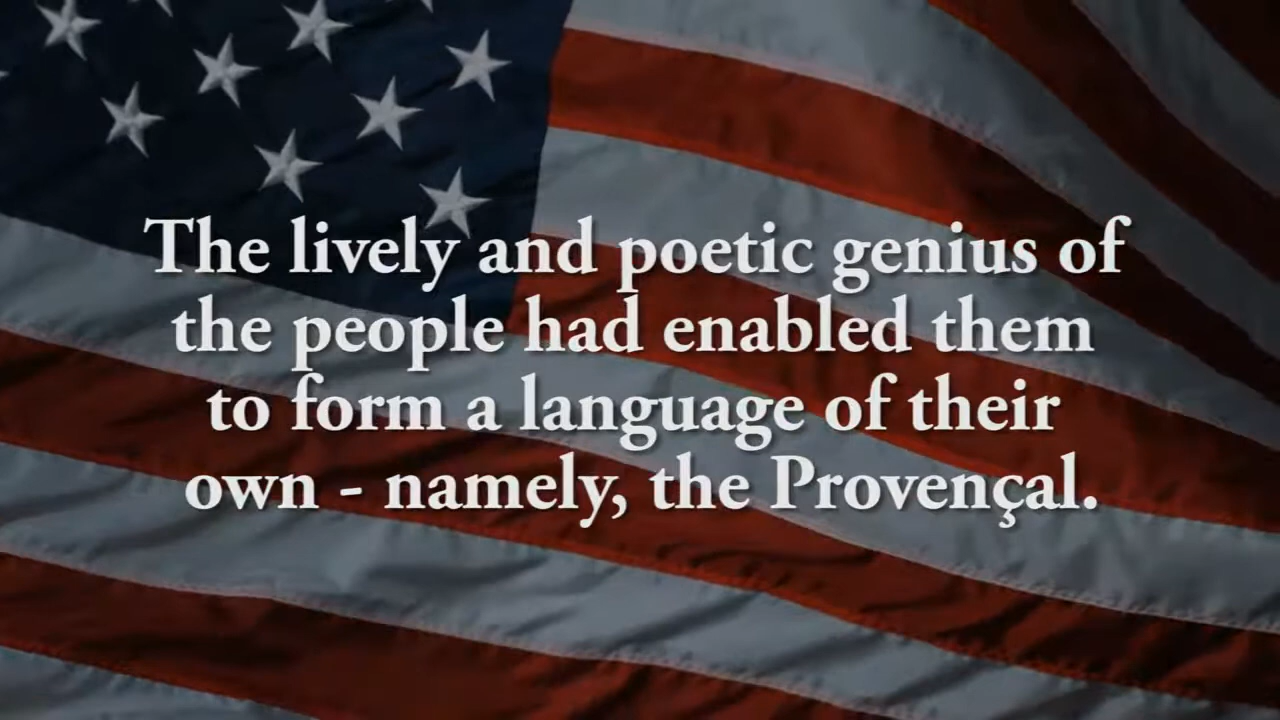 The lively and poetic genius of
the people had enabled them
to form a language of their
own - namely, the Provençal.